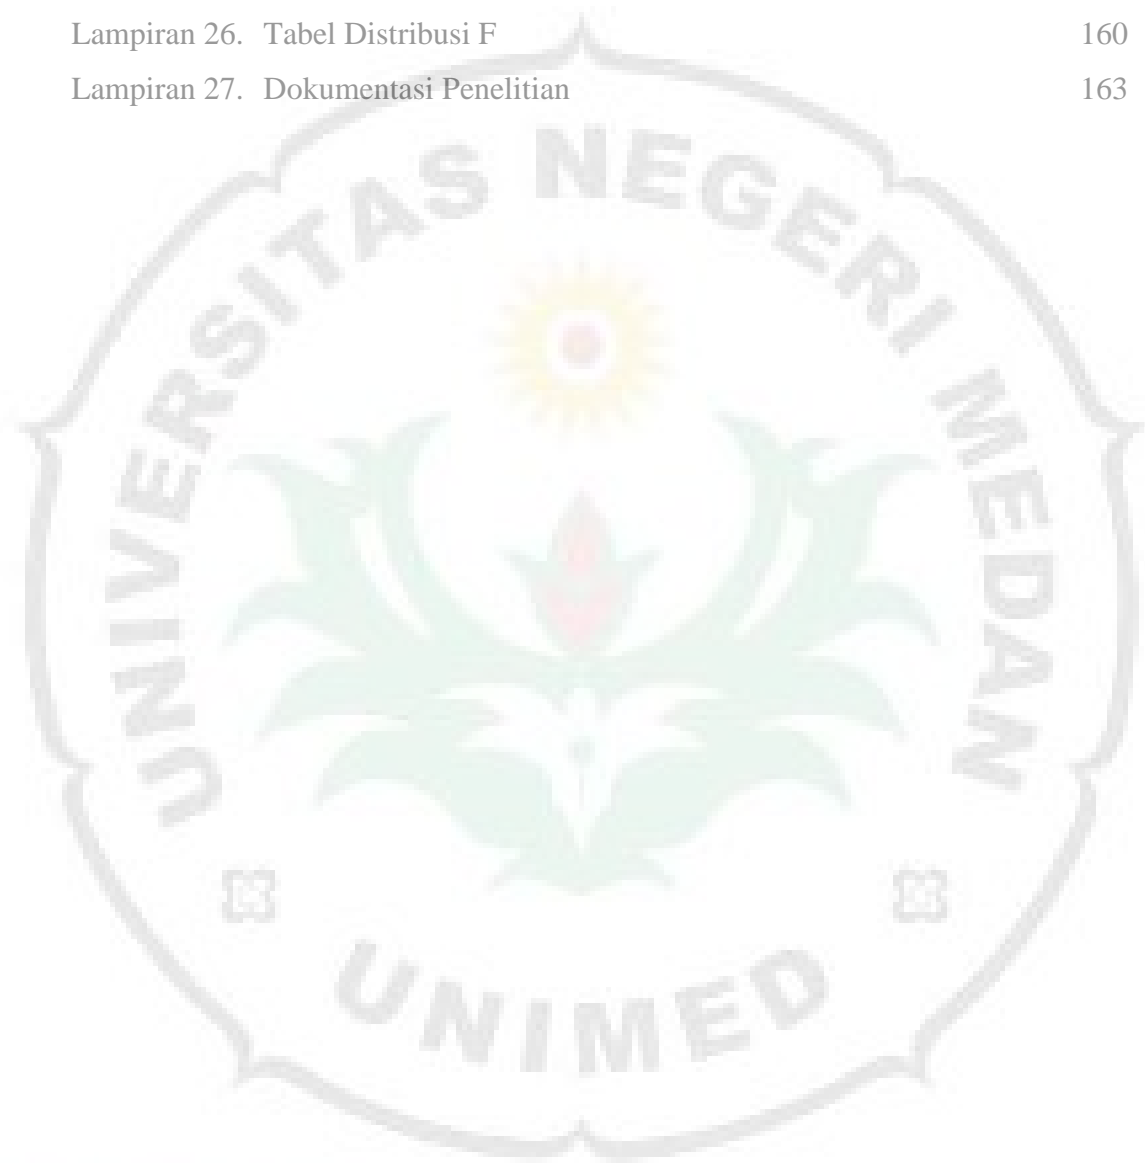 Lampiran 26. Tabel Distribusi F 160
Lampiran 27. Dokumentasi Penelitian 163
UNIVERSITAS NEGERI MEDAN
UNIMED